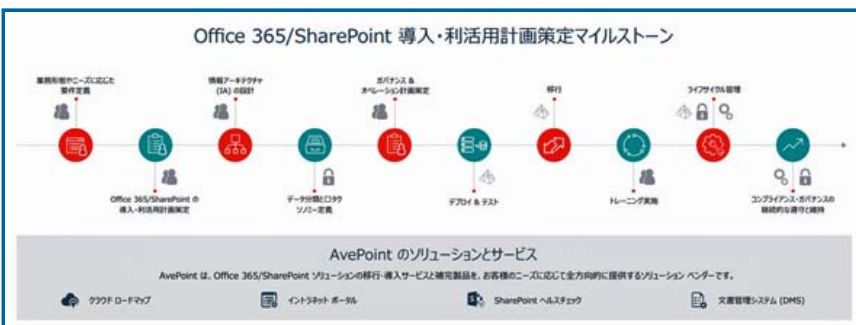 Office 365/SharePoint 導入・利活用計画策定マイルストーン
業務形態やニーズに応じた
要件定義
情報アーキテクチャ
(IA) の設計
ガバナンス &
オペレーション計画策定
移行
ライフサイクル管理
Office 365/SharePoint の
導入・利活用計画策定
データ分類とロタク
ソノミー定義
デプロイ & テスト
トレーニング実施
コンプライアンス・ガバナンスの
継続的な遵守と維持
AvePoint のソリューションとサービス
AvePoint は、Office 365/SharePoint ソリューションの移行・導入サービスと補完製品を、お客様のニーズに応じて全方向的に提供するソリューション ベンダーです。
クラウド ロードマップ
イントラネット ポータル
SharePoint ヘルスチェック
文書管理システム (DMS)